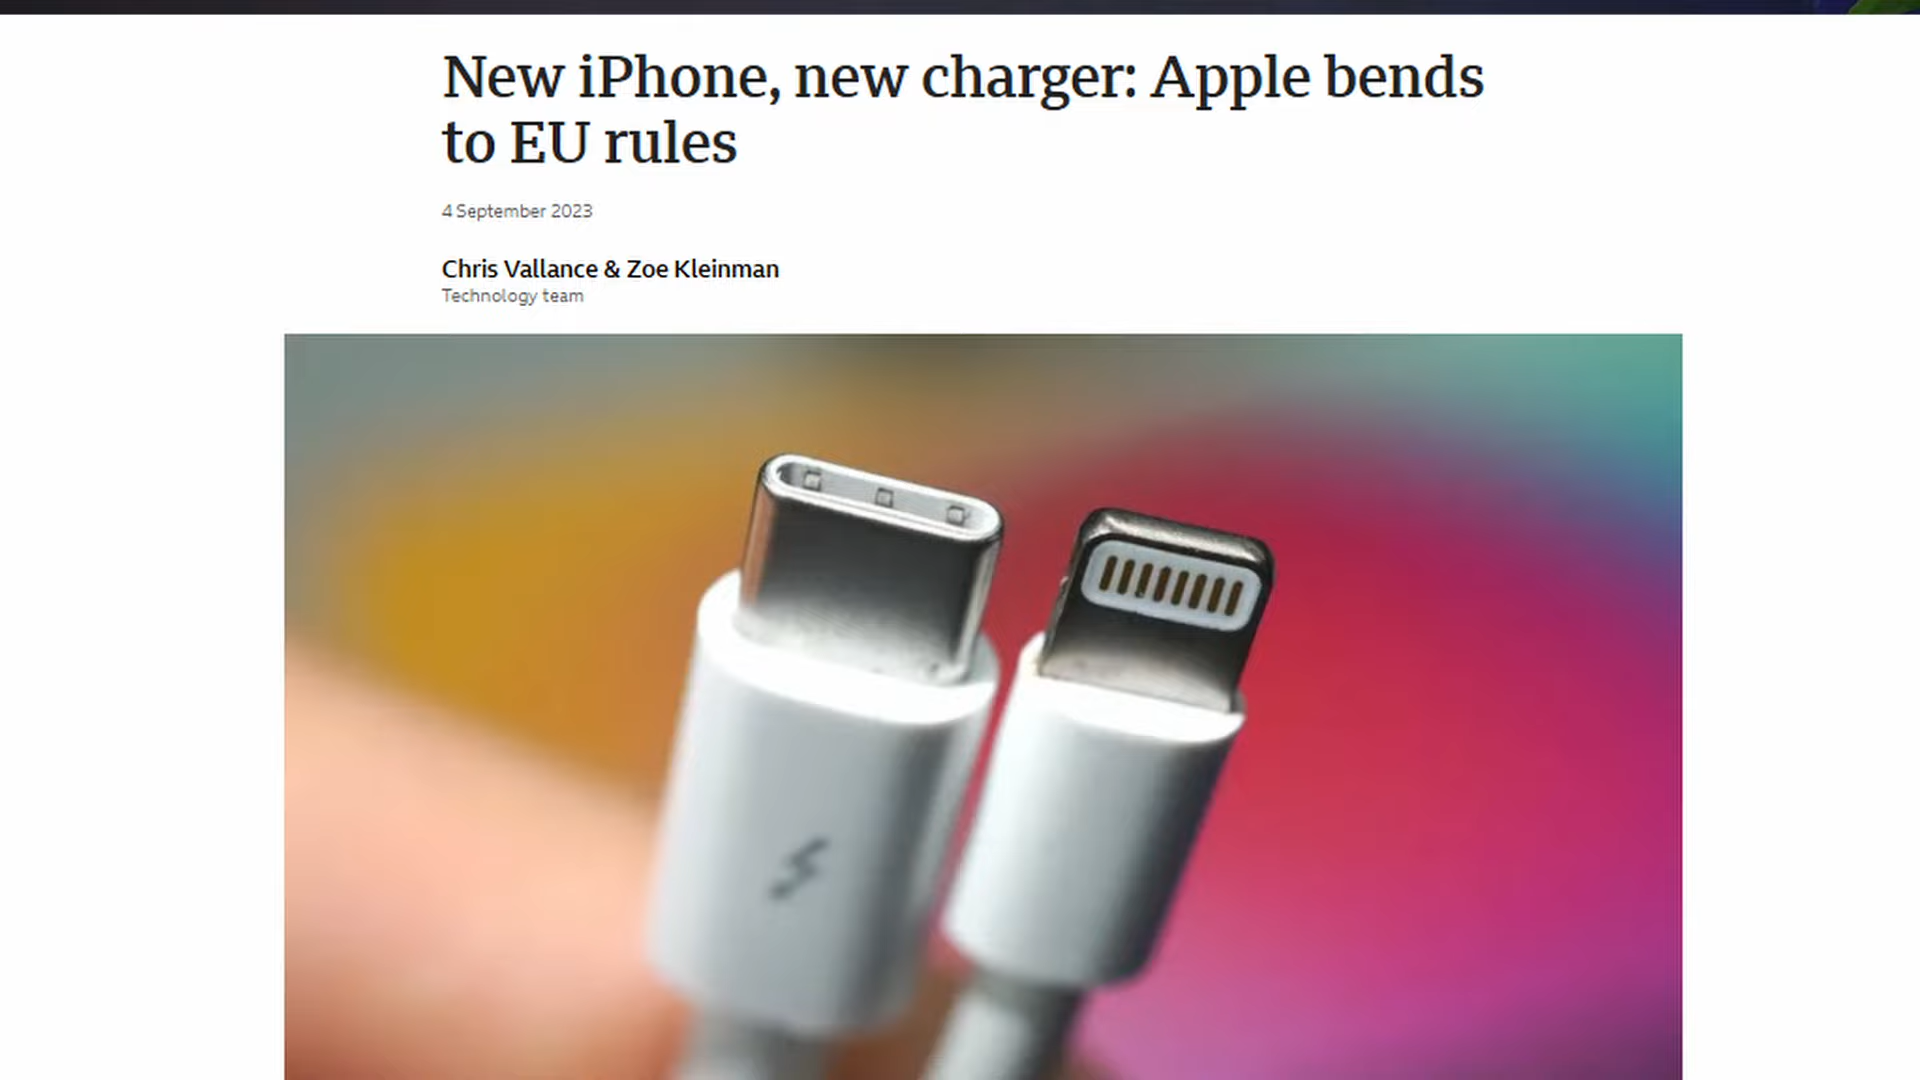 New iPhone, new charger: Apple bends
to EU rules
4 September 2023
Chris Vallance & Zoe Kleinman
Technology team